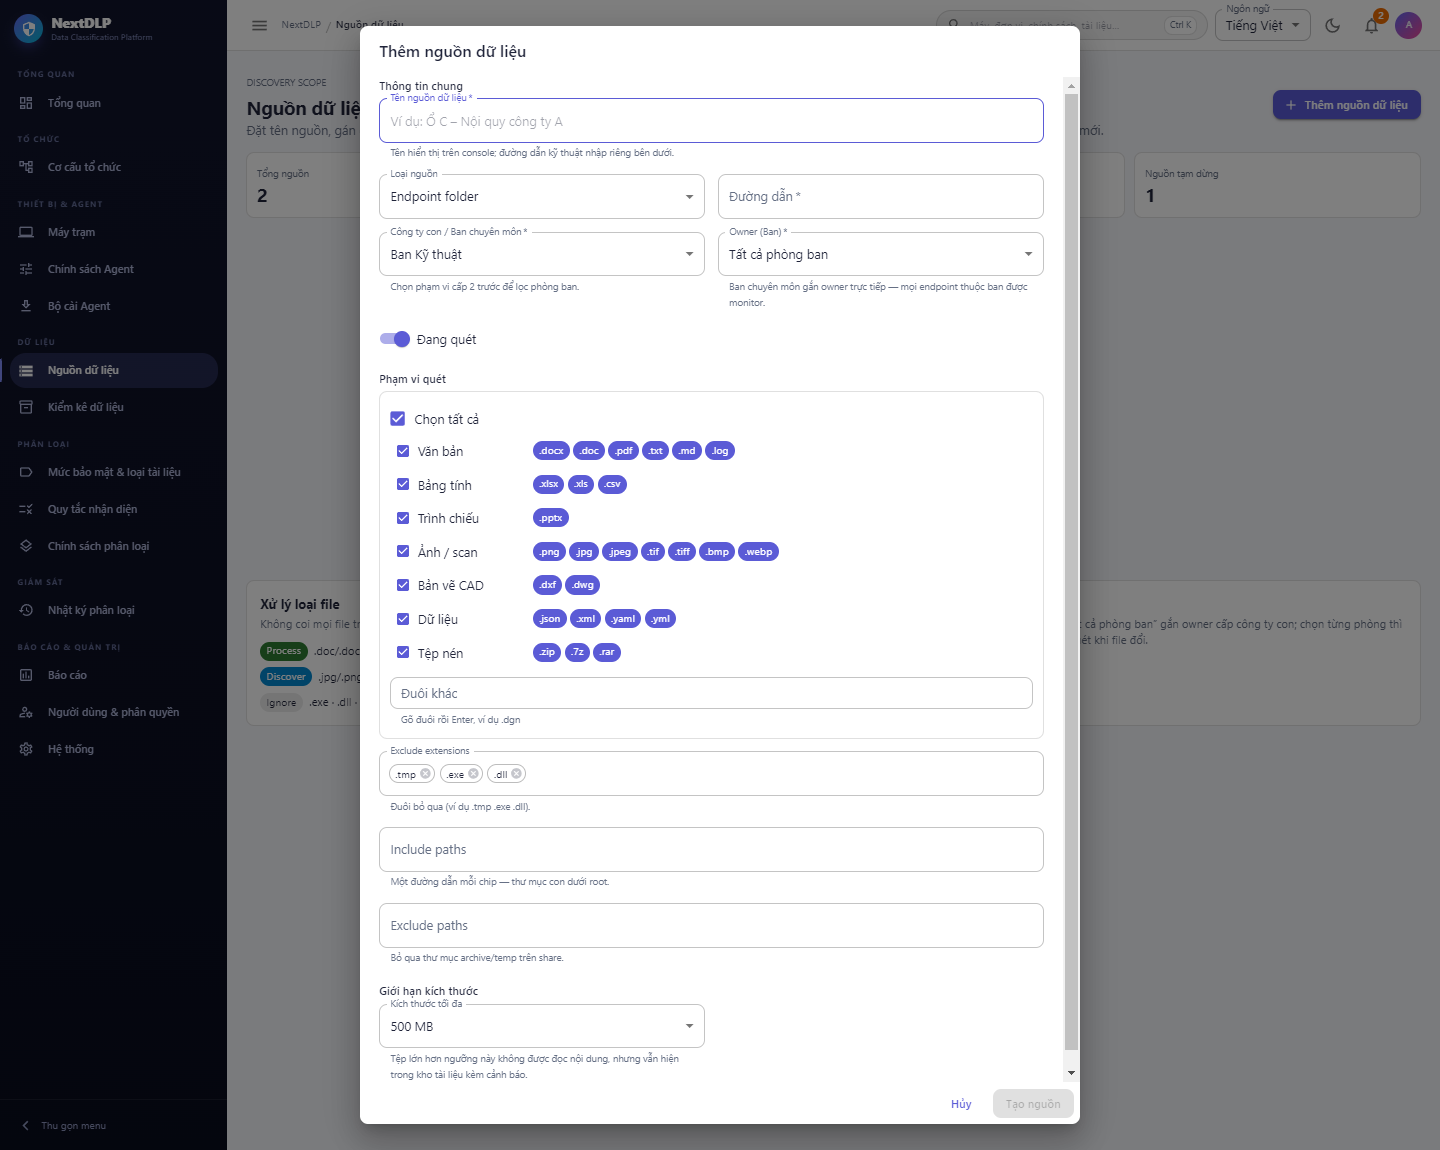 NextDLP
Data Classification Platform
TỔNG QUAN
Tổng quan
TỔ CHỨC
Cơ cấu tổ chức
THIẾT BỊ & AGENT
Máy trạm
Chính sách Agent
Bộ cài Agent
DỮ LIỆU
Nguồn dữ liệu
Kiểm kê dữ liệu
PHÂN LOẠI
Mức bảo mật & loại tài liệu
Quy tắc nhận diện
Chính sách phân loại
GIÁM SÁT
Nhật ký phân loại
BÁO CÁO & QUẢN TRỊ
Báo cáo
Người dùng & phân quyền
Hệ thống
Thu gọn menu
NextDLP / Nguồn dữ liệu
Máy, đơn vị, chính sách, tài liệu... Ctrl K
Ngôn ngữ
Tiếng Việt
2
A
DISCOVERY SCOPE
Nguồn dữ liệ
Đặt tên nguồn, gán
mới.
Thêm nguồn dữ liệu
Tổng nguồn
2
Nguồn tạm dừng
1
Xử lý loại file
Không coi mọi file tr
Process .doc/.doc
Discover .jpg/.png
Ignore .exe · .dll ·
t cả phòng ban" gắn owner cấp công ty con; chọn từng phòng thì
ét khi file đổi.
Thêm nguồn dữ liệu
Thông tin chung
Tên nguồn dữ liệu *
Ví dụ: Ổ C – Nội quy công ty A
Tên hiển thị trên console; đường dẫn kỹ thuật nhập riêng bên dưới.
Loại nguồn
Endpoint folder
Đường dẫn *
Công ty con / Ban chuyên môn *
Ban Kỹ thuật
Chọn phạm vi cấp 2 trước để lọc phòng ban.
Owner (Ban) *
Tất cả phòng ban
Ban chuyên môn gắn owner trực tiếp — mọi endpoint thuộc ban được
monitor.
Đang quét
Phạm vi quét
Chọn tất cả
Văn bản .docx .doc .pdf .txt .md .log
Bảng tính .xlsx .xls .csv
Trình chiếu .pptx
Ảnh / scan .png .jpg .jpeg .tif .tiff .bmp .webp
Bản vẽ CAD .dxf .dwg
Dữ liệu .json .xml .yaml .yml
Tệp nén .zip .7z .rar
Đuôi khác
Gõ đuôi rồi Enter, ví dụ .dgn
Exclude extensions
.tmp .exe .dll
Đuôi bỏ qua (ví dụ .tmp .exe .dll).
Include paths
Một đường dẫn mỗi chip — thư mục con dưới root.
Exclude paths
Bỏ qua thư mục archive/temp trên share.
Giới hạn kích thước
Kích thước tối đa
500 MB
Tệp lớn hơn ngưỡng này không được đọc nội dung, nhưng vẫn hiện
trong kho tài liệu kèm cảnh báo.
Hủy
Tạo nguồn